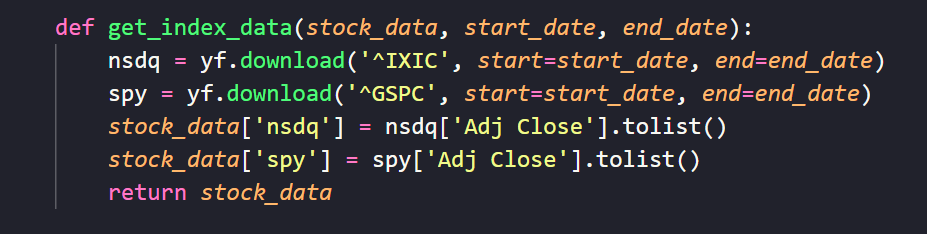 def get_index_data(stock_data, start_date, end_date):
    nsdq = yf.download('^IXIC', start=start_date, end=end_date)
    spy = yf.download('^GSPC', start=start_date, end=end_date)
    stock_data['nsdq'] = nsdq['Adj Close'].tolist()
    stock_data['spy'] = spy['Adj Close'].tolist()
    return stock_data